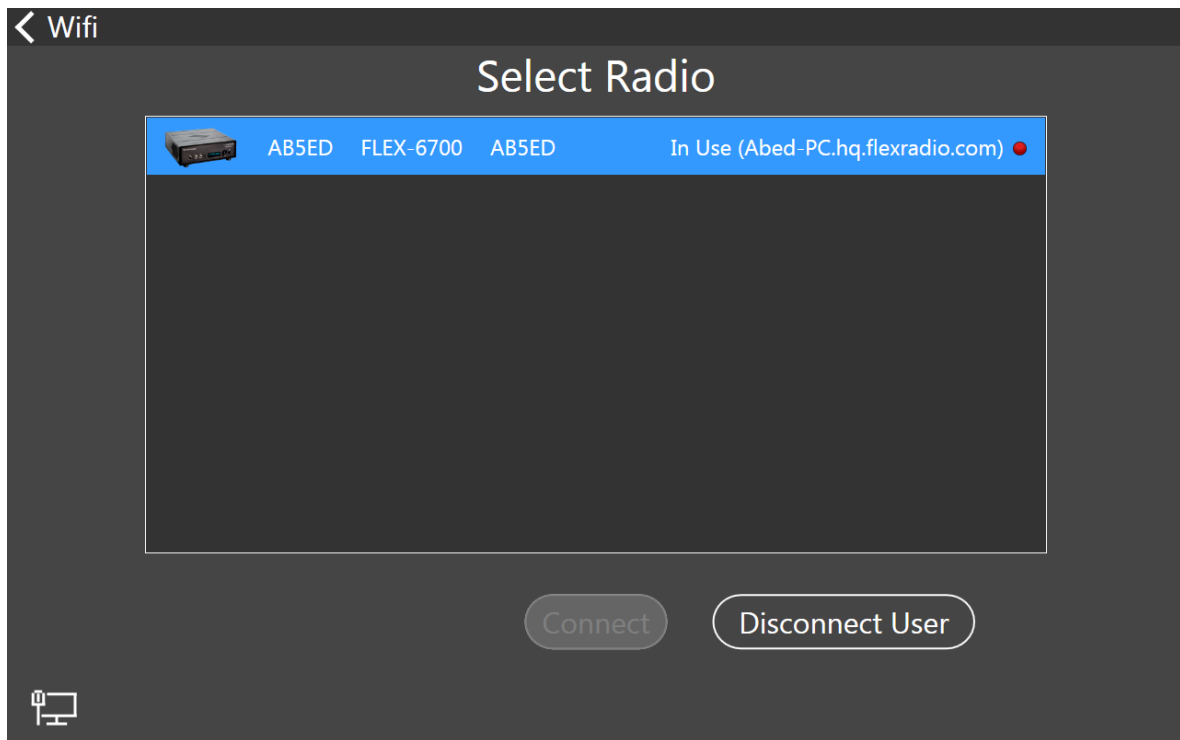 Wifi
Select Radio
AB5ED FLEX-6700 AB5ED In Use (Abed-PC.hq.flexradio.com)
Connect Disconnect User